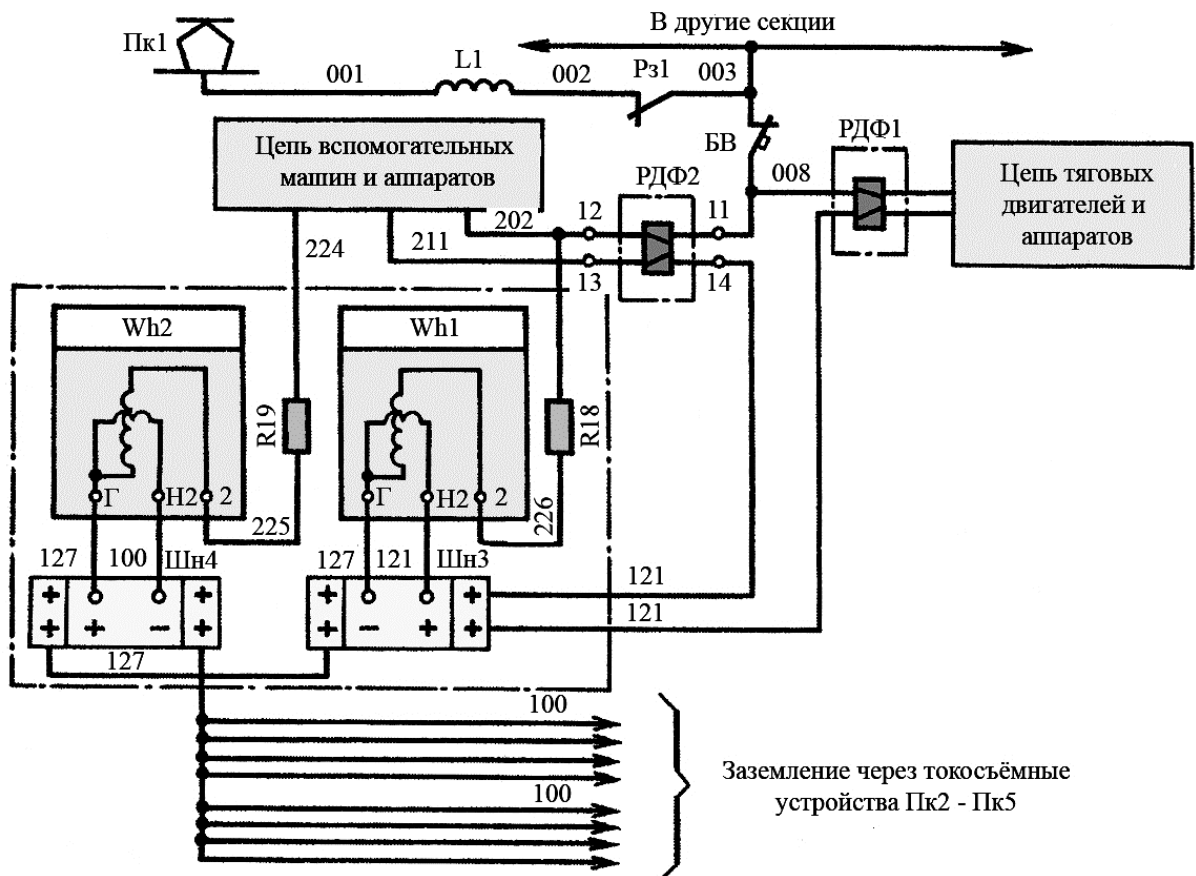 В другие секции
Пк1
001
L1
002
Рз1
003
БВ
РДФ1
Цепь вспомогательных
машин и аппаратов
РДФ2
008
Цепь тяговых
двигателей и
аппаратов
202
12
11
224
211
13
14
Wh2
Wh1
R19
R18
Г
Н2
2
Г
Н2
2
225
226
127
100
Шн4
127
121
Шн3
121
+
+
+
+
+
−
+
+
−
+
+
+
121
127
100
100
Заземление через токосъёмные
устройства Пк2 - Пк5